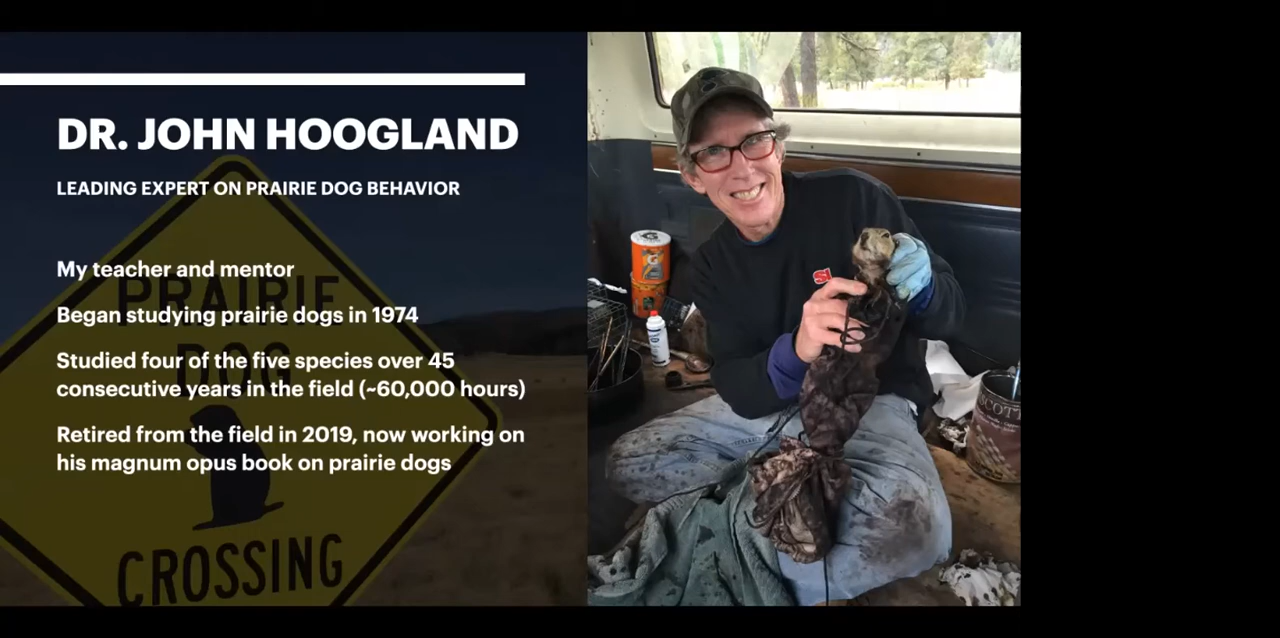 DR. JOHN HOOGLAND
LEADING EXPERT ON PRAIRIE DOG BEHAVIOR
My teacher and mentor
Began studying prairie dogs in 1974
Studied four of the five species over 45
consecutive years in the field (~60,000 hours)
Retired from the field in 2019, now working on
his magnum opus book on prairie dogs
PRAIRIE
DOG
CROSSING
G